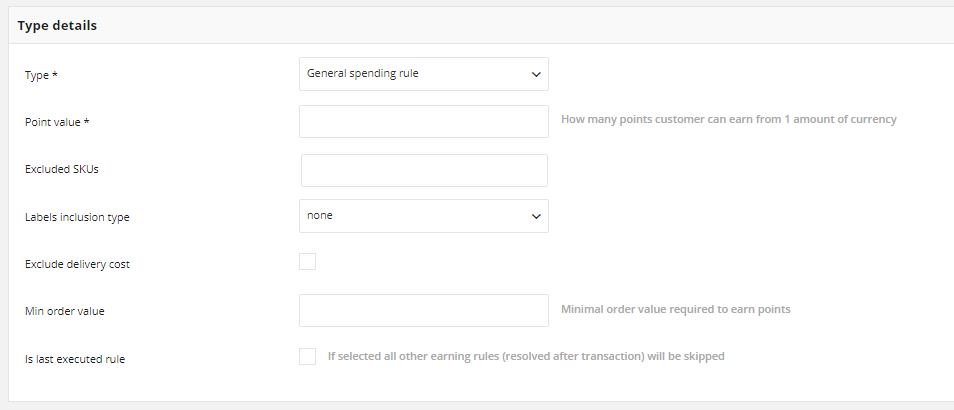 Type details
Type * General spending rule
Point value * How many points customer can earn from 1 amount of currency
Excluded SKUs
Labels inclusion type none
Exclude delivery cost
Min order value Minimal order value required to earn points
Is last executed rule If selected all other earning rules (resolved after transaction) will be skipped